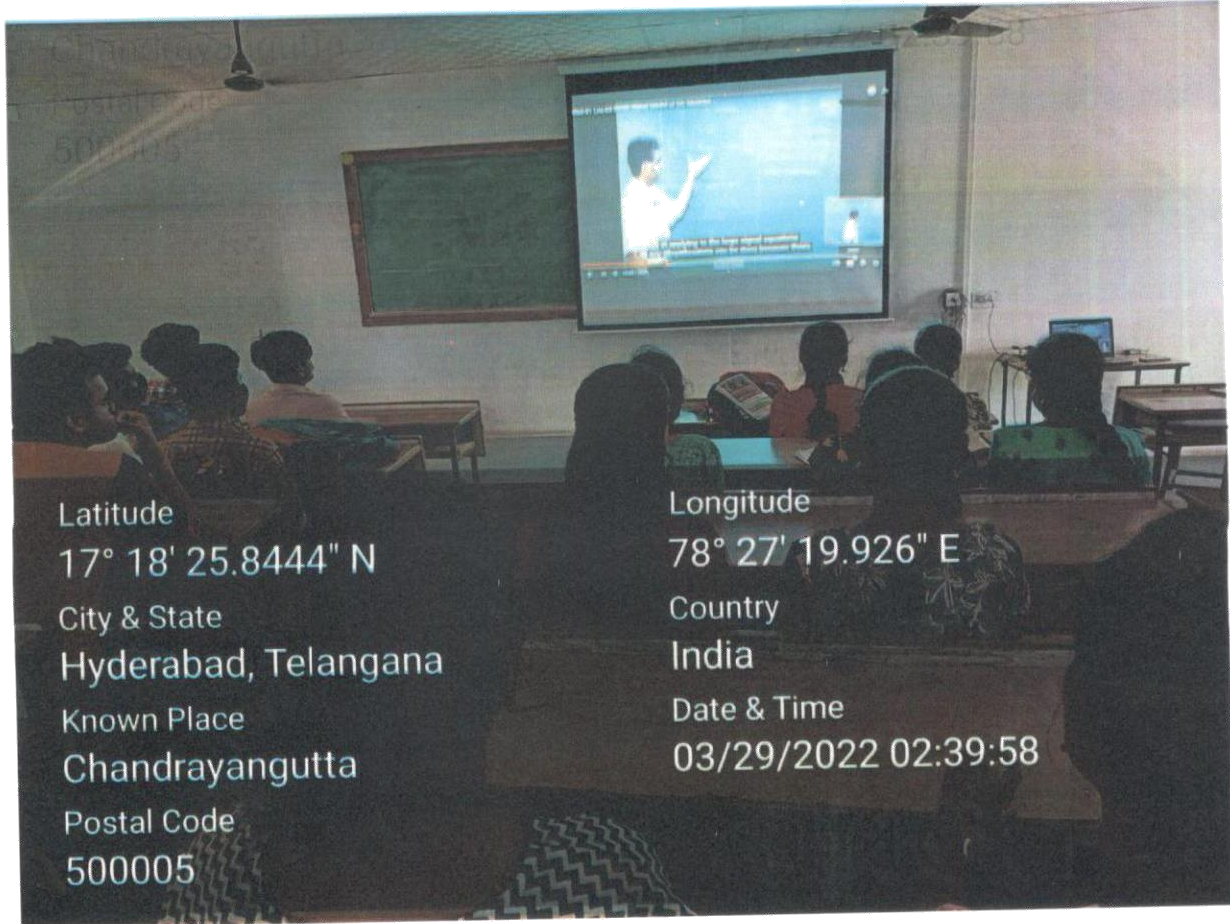 Latitude
17° 18' 25.8444" N
City & State
Hyderabad, Telangana
Known Place
Chandrayangutta
Postal Code
500005
Longitude
78° 27' 19.926" E
Country
India
Date & Time
03/29/2022 02:39:58